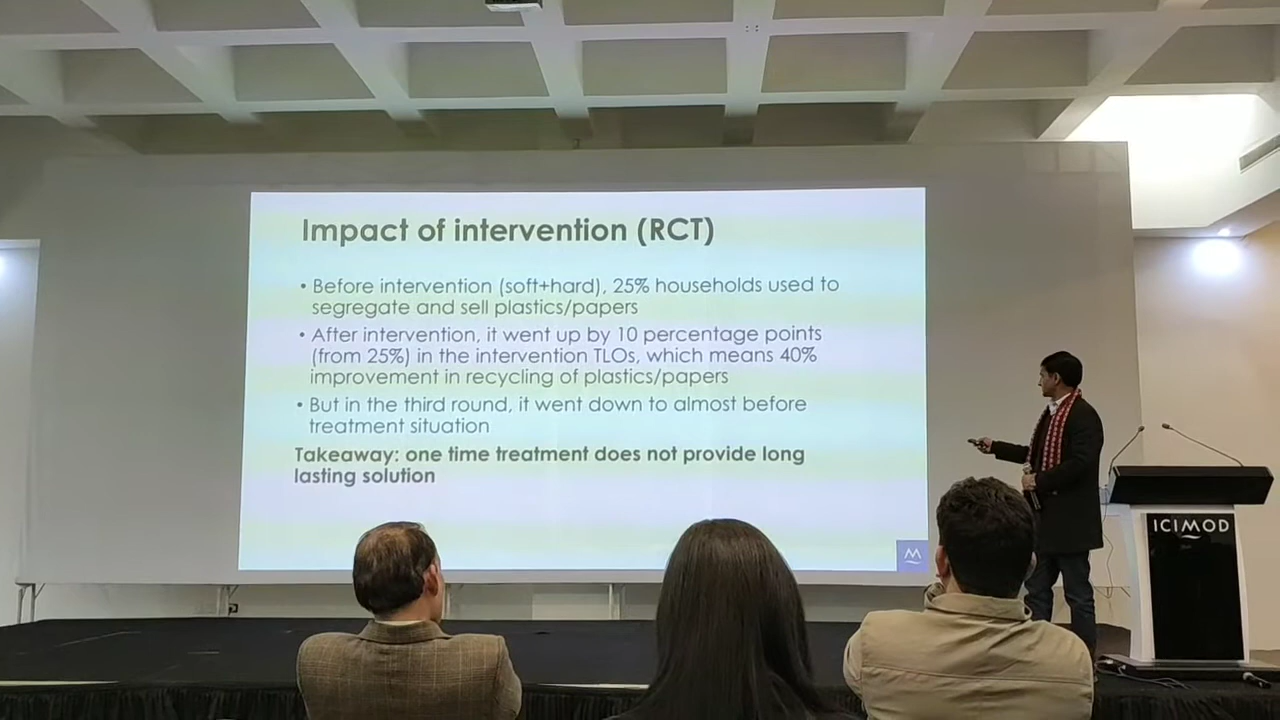 Impact of intervention (RCT)
• Before intervention (soft+hard), 25% households used to
segregate and sell plastics/papers
• After intervention, it went up by 10 percentage points
(from 25%) in the intervention TLOs, which means 40%
improvement in recycling of plastics/papers
• But in the third round, it went down to almost before
treatment situation
Takeaway: one time treatment does not provide long
lasting solution
ICIMOD